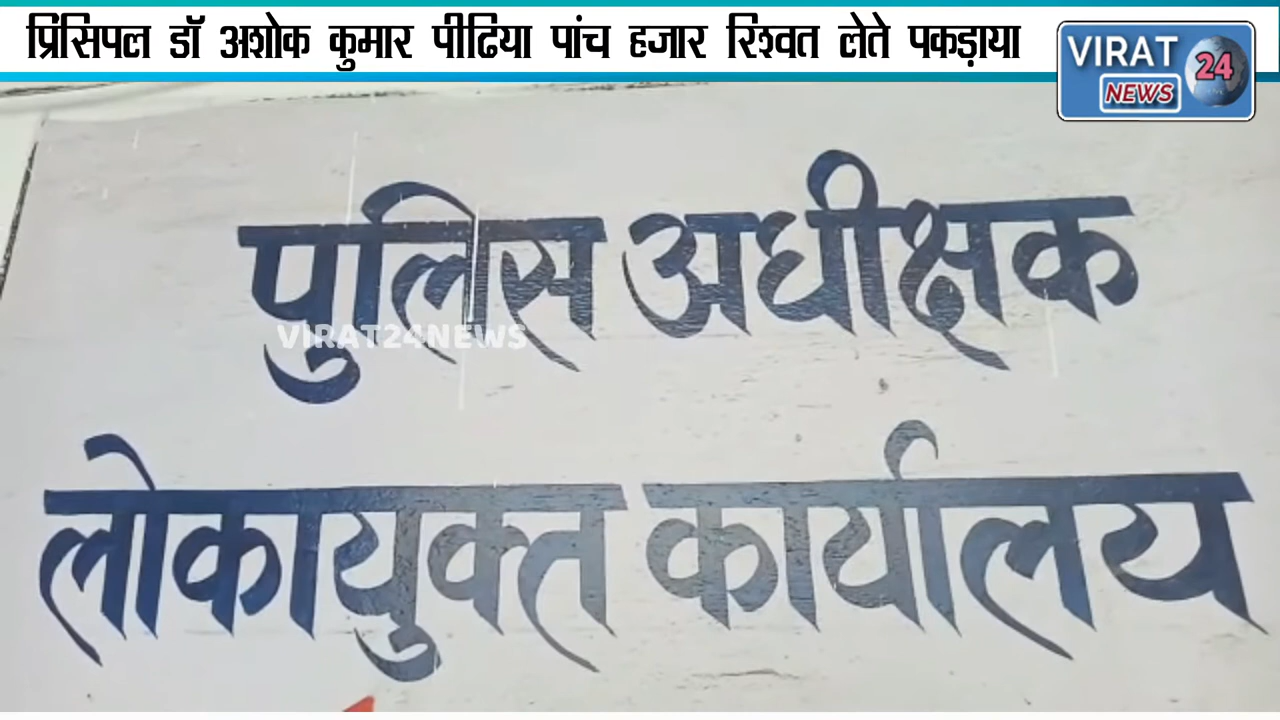 प्रिंसिपल डॉ अशोक कुमार पीढिया पांच हजार रिश्वत लेते पकड़ाया
VIRAT 24
NEWS
पुलिस अधीक्षक
VIRAT24NEWS
लोकायुक्त कार्यालय